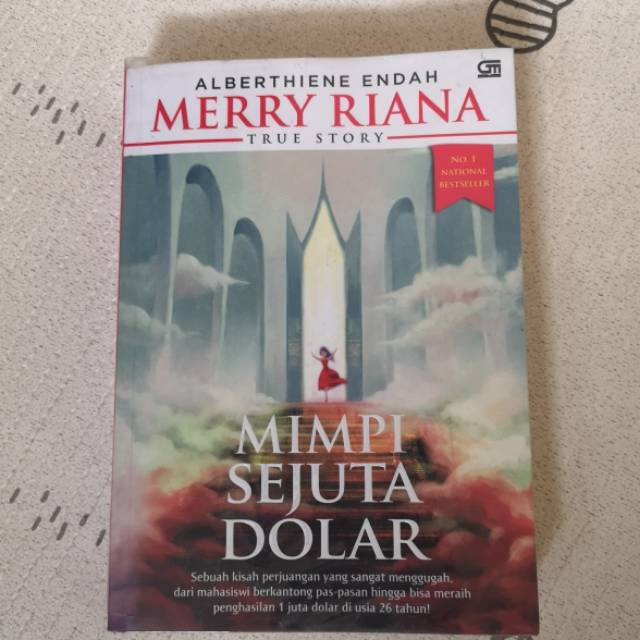 GM
ALBERTHIENE ENDAH
MERRY RIANA
TRUE STORY
NO. 1
NATIONAL
BESTSELLER
MIMPI
SEJUTA
DOLAR
Sebuah kisah perjuangan yang sangat menggugah,
dari mahasiswi berkantong pas-pasan hingga bisa meraih
penghasilan 1 juta dolar di usia 26 tahun!